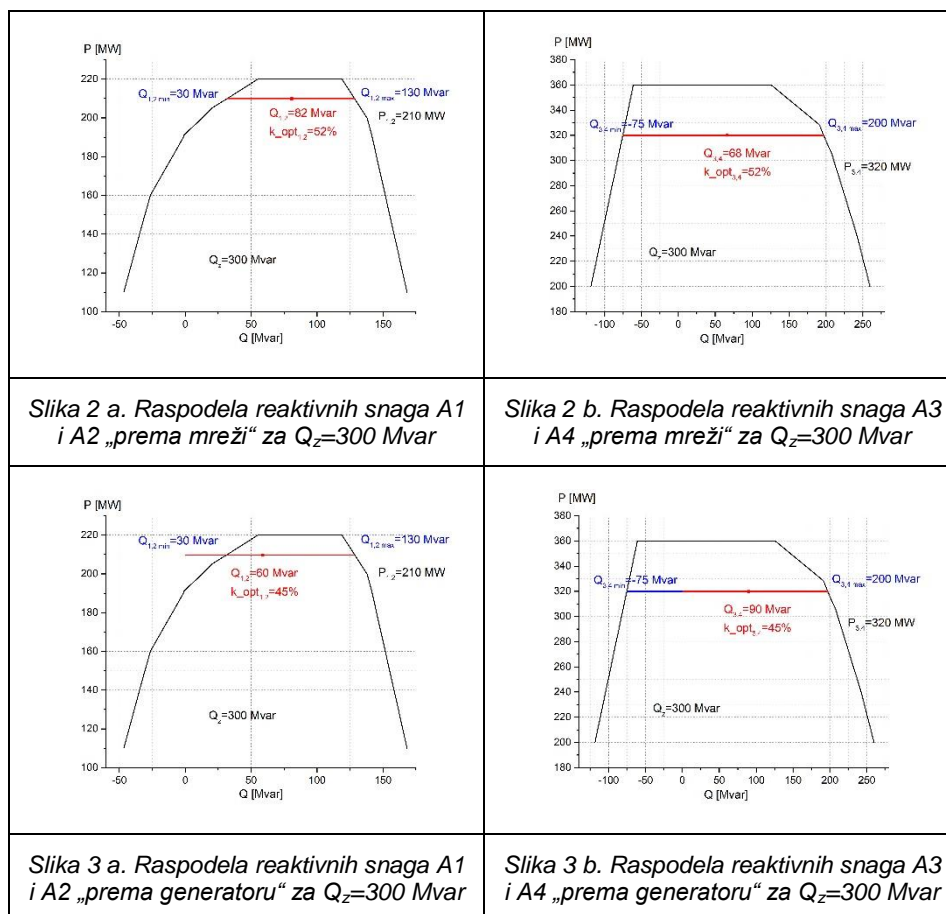 P [MW]
220
200
180
160
140
120
100
-50
0
50
100
150
Q [Mvar]
Q1,2 min=30 Mvar
Q1,2 max=130 Mvar
P1,2=210 MW
Q1,2=82 Mvar
k_opt1,2=52%
Qz=300 Mvar
P [MW]
380
360
340
320
300
280
260
240
220
200
180
-100
-50
0
50
100
150
200
250
Q [Mvar]
Q3,4 min=-75 Mvar
Q3,4 max=200 Mvar
P3,4=320 MW
Q3,4=68 Mvar
k_opt3,4=52%
Qz=300 Mvar
Slika 2 a. Raspodela reaktivnih snaga A1
i A2 „prema mreži“ za Qz=300 Mvar
Slika 2 b. Raspodela reaktivnih snaga A3
i A4 „prema mreži“ za Qz=300 Mvar
P [MW]
220
200
180
160
140
120
100
-50
0
50
100
150
Q [Mvar]
Q1,2 min=30 Mvar
Q1,2 max=130 Mvar
P1,2=210 MW
Q1,2=60 Mvar
k_opt1,2=45%
Qz=300 Mvar
P [MW]
380
360
340
320
300
280
260
240
220
200
180
-100
-50
0
50
100
150
200
250
Q [Mvar]
Q3,4 min=-75 Mvar
Q3,4 max=200 Mvar
P3,4=320 MW
Q3,4=90 Mvar
k_opt3,4=45%
Qz=300 Mvar
Slika 3 a. Raspodela reaktivnih snaga A1
i A2 „prema generatoru“ za Qz=300 Mvar
Slika 3 b. Raspodela reaktivnih snaga A3
i A4 „prema generatoru“ za Qz=300 Mvar